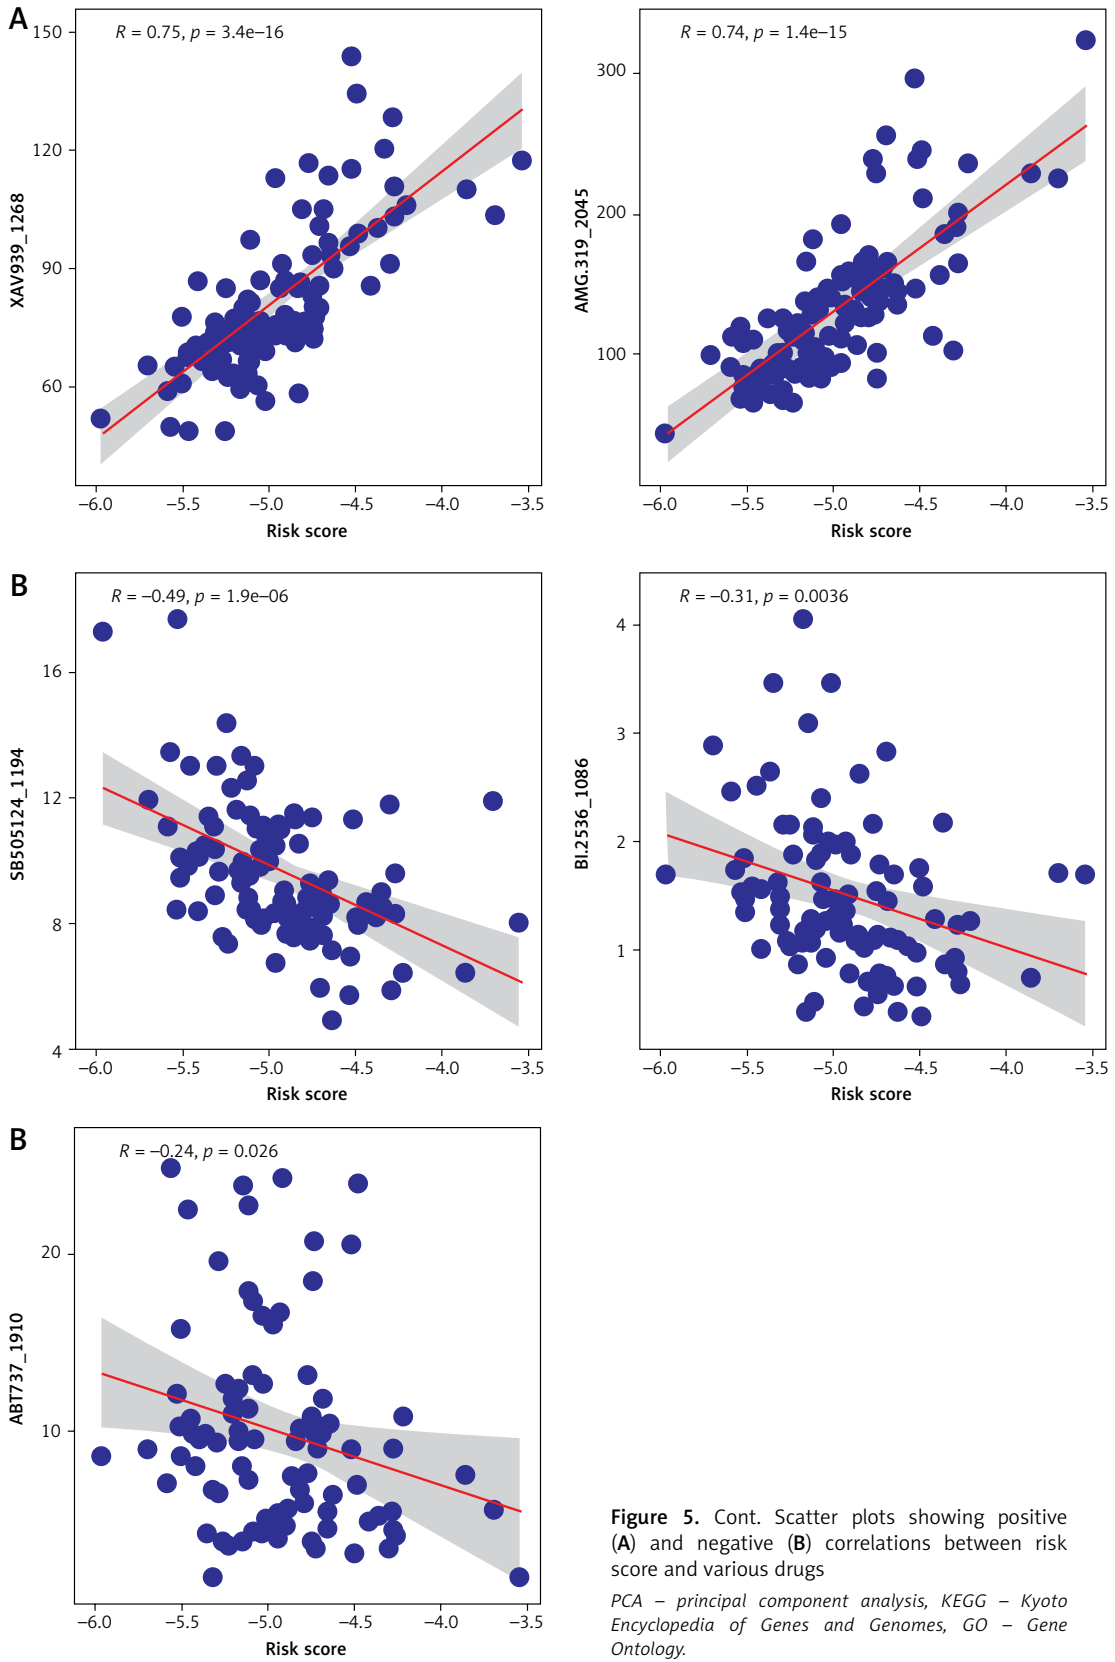 A
R = 0.75, p = 3.4e–16
150
120
90
60
XAV939_1268
–6.0 –5.5 –5.0 –4.5 –4.0 –3.5
Risk score
R = 0.74, p = 1.4e–15
300
200
100
AMG.319_2045
–6.0 –5.5 –5.0 –4.5 –4.0 –3.5
Risk score
B
R = –0.49, p = 1.9e–06
16
12
8
4
SB505124_1194
–6.0 –5.5 –5.0 –4.5 –4.0 –3.5
Risk score
R = –0.31, p = 0.0036
4
3
2
1
BI.2536_1086
–6.0 –5.5 –5.0 –4.5 –4.0 –3.5
Risk score
B
R = –0.24, p = 0.026
20
10
ABT737_1910
–6.0 –5.5 –5.0 –4.5 –4.0 –3.5
Risk score
Figure 5. Cont. Scatter plots showing positive
(A) and negative (B) correlations between risk
score and various drugs
PCA – principal component analysis, KEGG – Kyoto
Encyclopedia of Genes and Genomes, GO – Gene
Ontology.